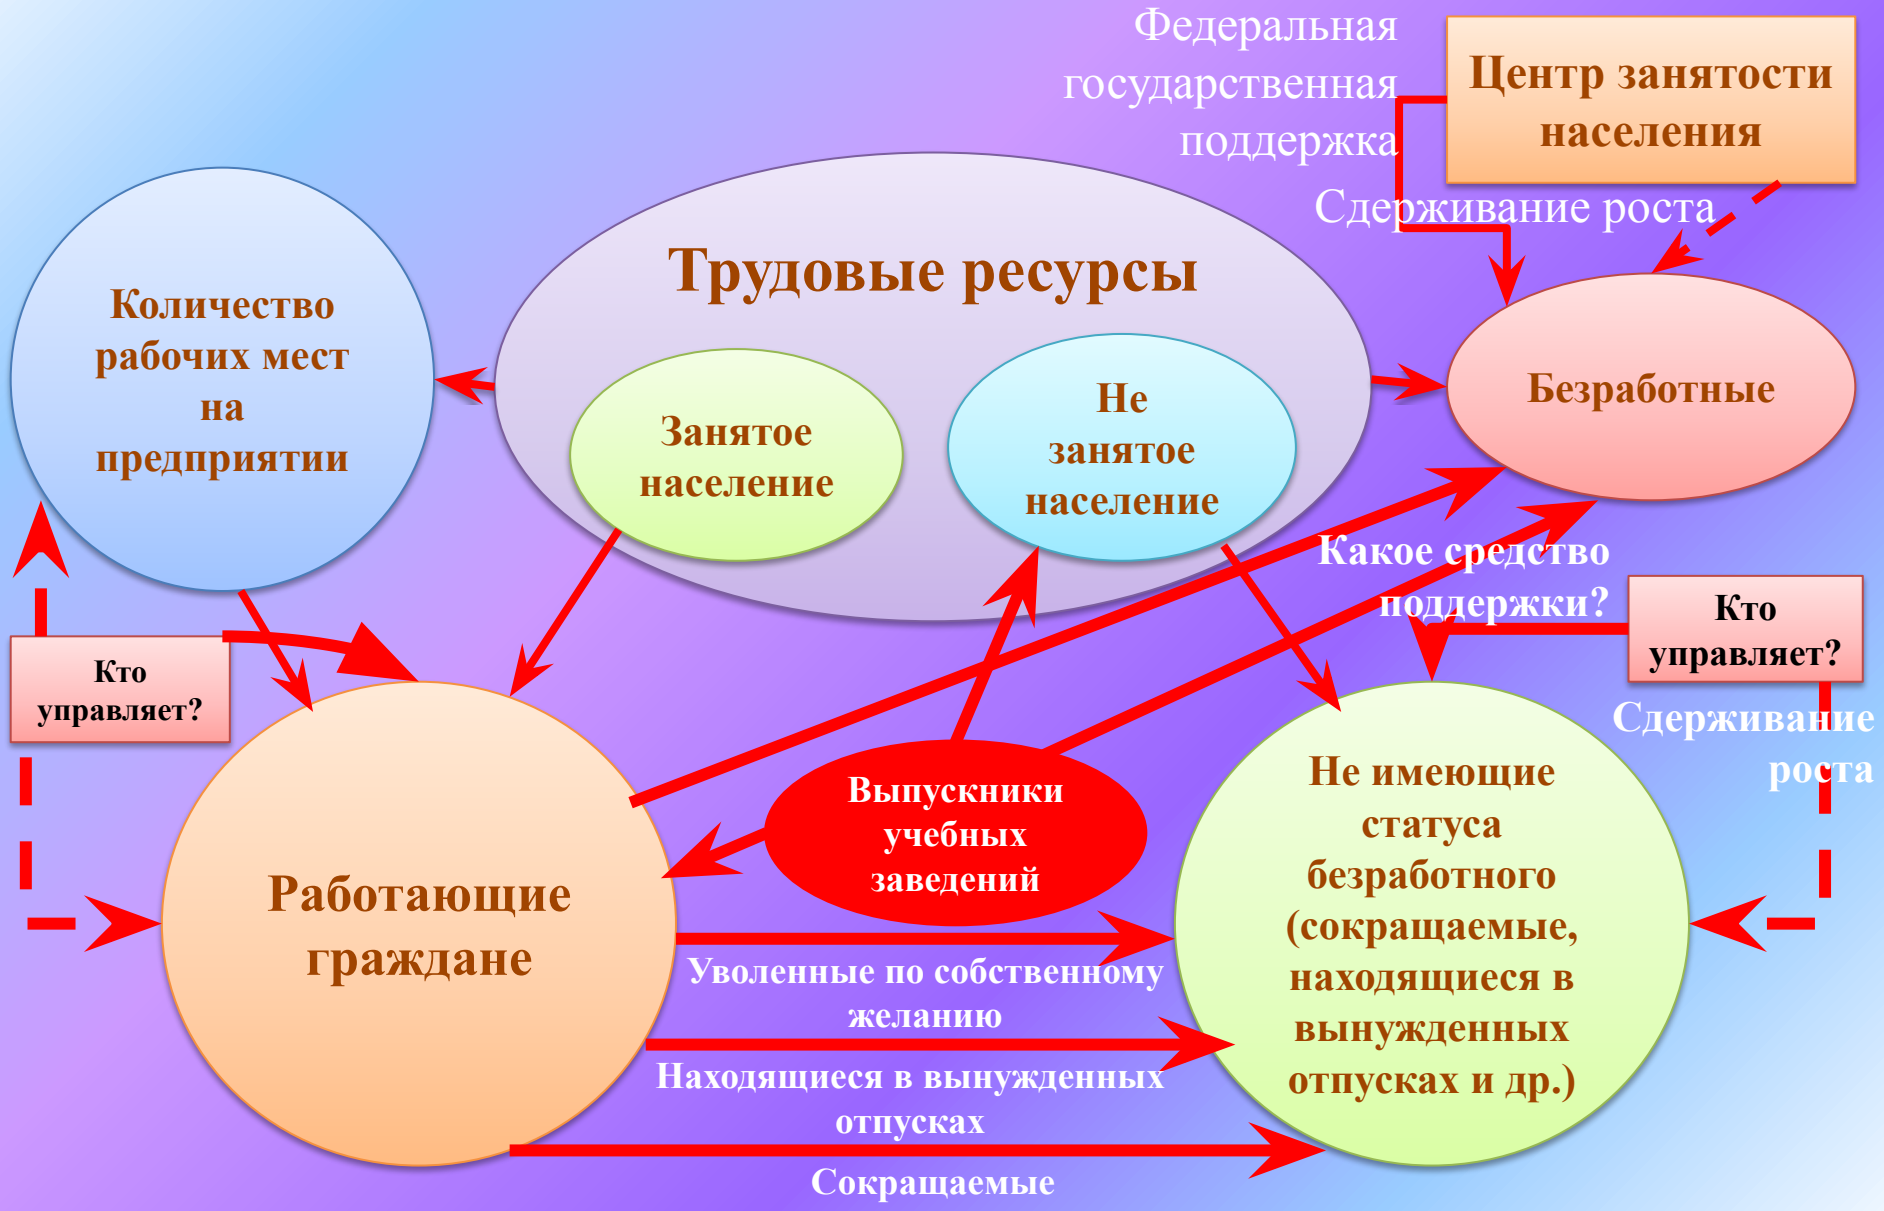 Федеральная
государственная
поддержка
Центр занятости
населения
Сдерживание роста
Трудовые ресурсы
Количество
рабочих мест
на
предприятии
Занятое
население
Не
занятое
население
Безработные
Какое средство
поддержки?
Кто
управляет?
Кто
управляет?
Сдерживание
роста
Выпускники
учебных
заведений
Работающие
граждане
Не имеющие
статуса
безработного
(сокращаемые,
находящиеся в
вынужденных
отпусках и др.)
Уволенные по собственному
желанию
Находящиеся в вынужденных
отпусках
Сокращаемые